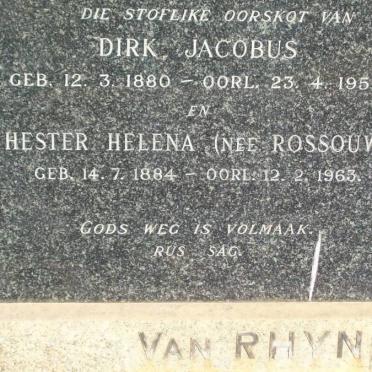 DIE STOFLIKE OORSKOT VAN
DIRK JACOBUS
GEB. 12. 3. 1880 – OORL. 23. 4. 195
EN
HESTER HELENA (NEE ROSSOUW
GEB. 14. 7. 1884 – OORL. 12. 2. 1963.
GODS WEG IS VOLMAAK.
RUS SAG.
VAN RHYN